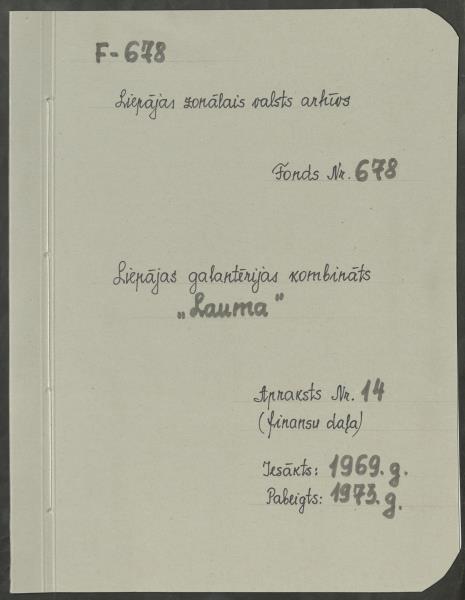 F-678
Liepājas zonālais valsts arhīvs
Fonds Nr. 678
Liepājas galantērijas kombināts
„Lauma"
Apraksts Nr. 14
(finansu daļa)
Iesākts: 1969. g.
Pabeigts: 1973. g.